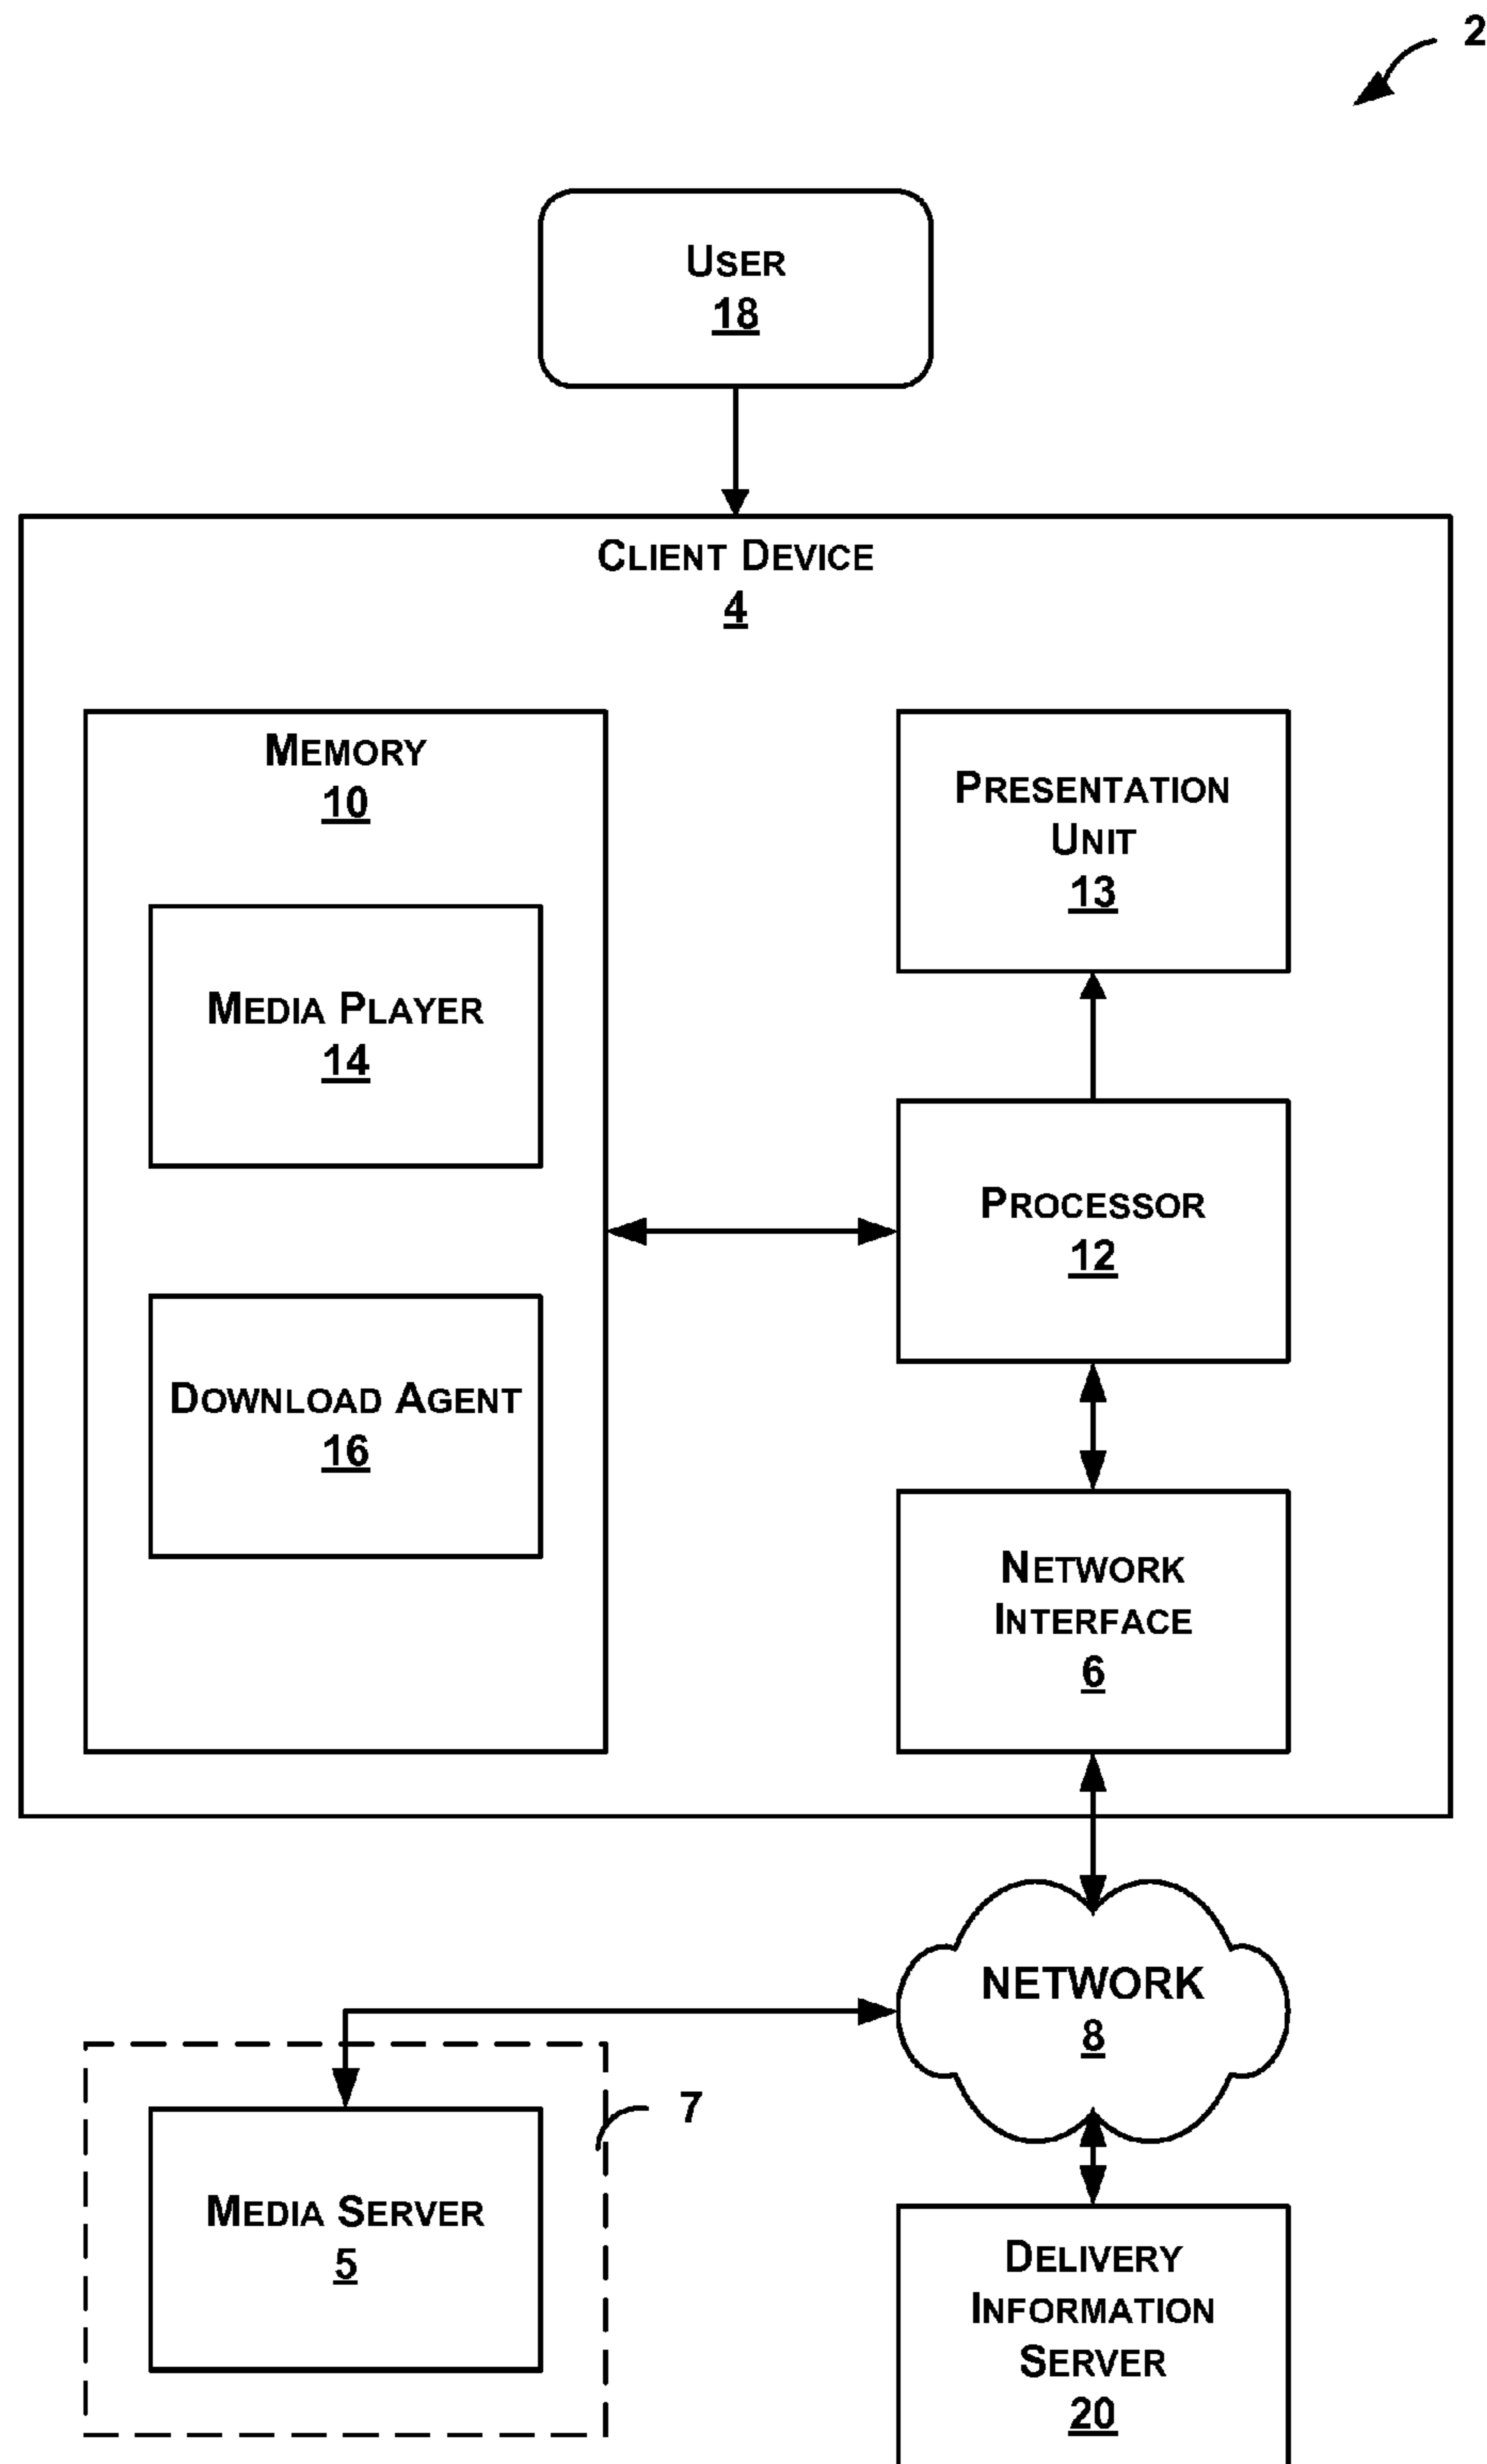 2
USER
18
CLIENT DEVICE
4
MEMORY
10
MEDIA PLAYER
14
DOWNLOAD AGENT
16
PRESENTATION
UNIT
13
PROCESSOR
12
NETWORK
INTERFACE
6
NETWORK
8
7
MEDIA SERVER
5
DELIVERY
INFORMATION
SERVER
20